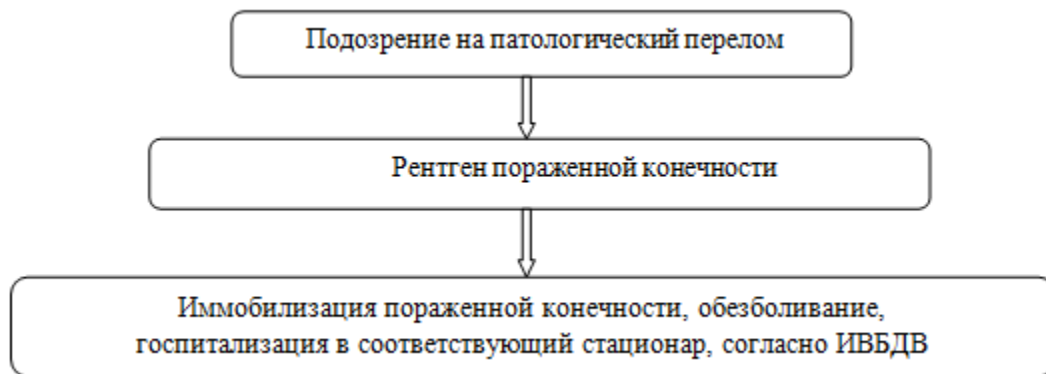 Подозрение на патологический перелом
Рентген пораженной конечности
Иммобилизация пораженной конечности, обезболивание,
госпитализация в соответствующий стационар, согласно ИВБДВ